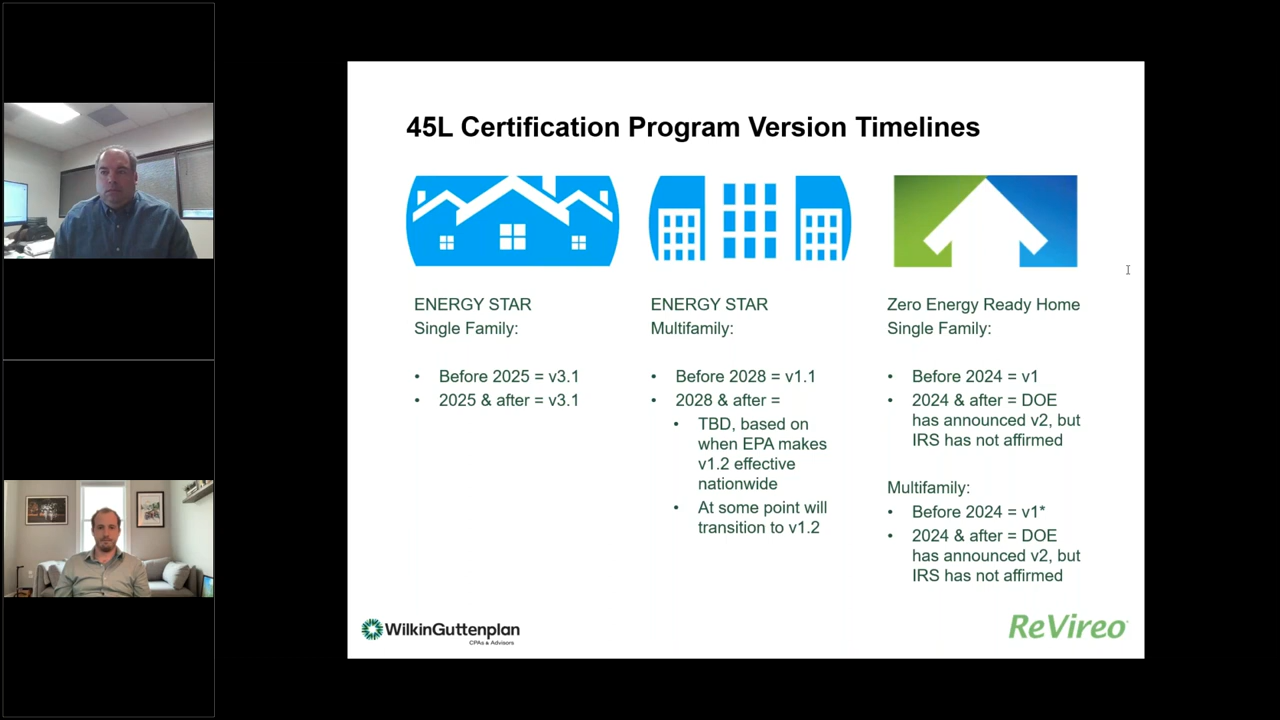 45L Certification Program Version Timelines
ENERGY STAR
Single Family:
• Before 2025 = v3.1
• 2025 & after = v3.1
ENERGY STAR
Multifamily:
• Before 2028 = v1.1
• 2028 & after =
• TBD, based on
when EPA makes
v1.2 effective
nationwide
• At some point will
transition to v1.2
Zero Energy Ready Home
Single Family:
• Before 2024 = v1
• 2024 & after = DOE
has announced v2, but
IRS has not affirmed
Multifamily:
• Before 2024 = v1*
• 2024 & after = DOE
has announced v2, but
IRS has not affirmed
WilkinGuttenplan
CPAs & Advisors
ReVireo